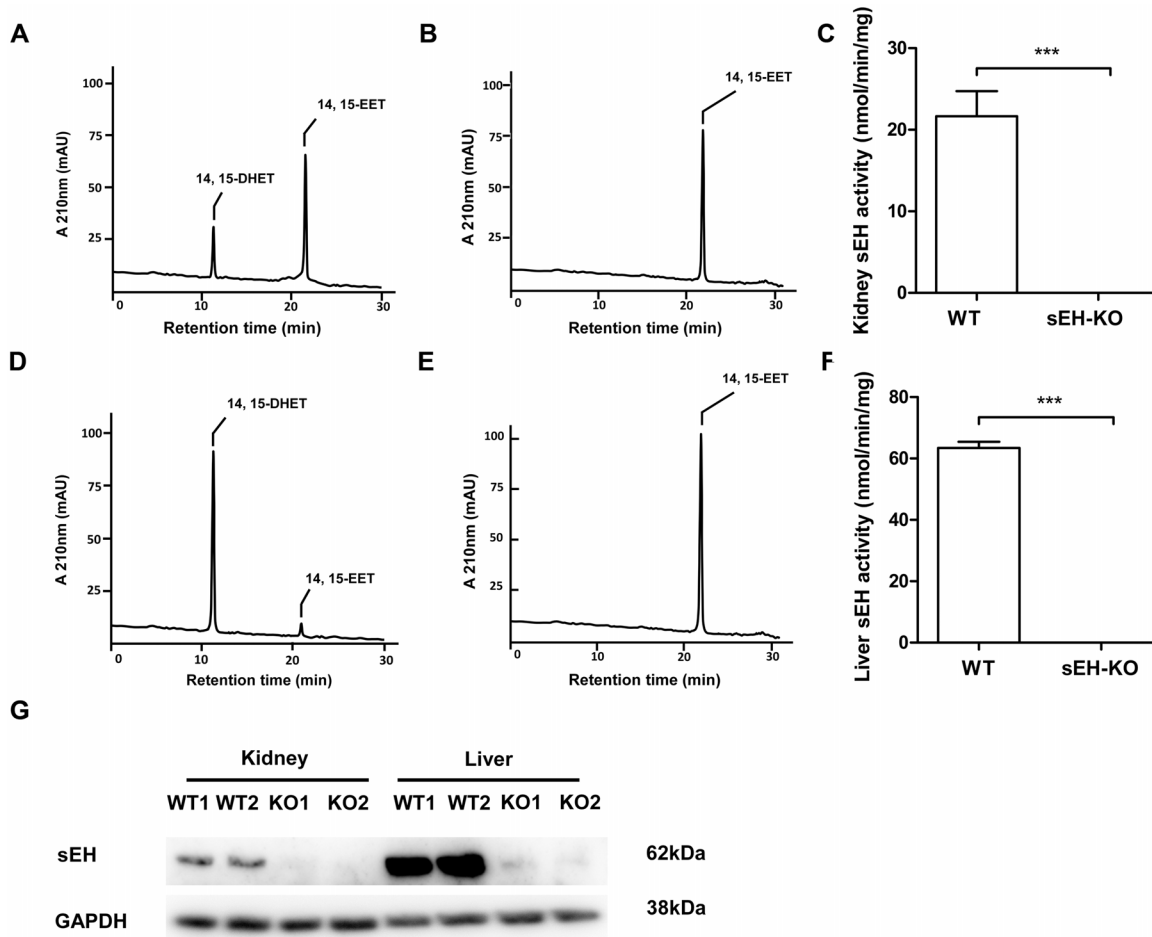 A
A 210nm (mAU)
100
75
50
25
14, 15-DHET
14, 15-EET
0 10 20 30
Retention time (min)
B
A 210nm (mAU)
100
75
50
25
14, 15-EET
0 10 20 30
Retention time (min)
C
Kidney sEH activity (nmol/min/mg)
30
20
10
0
***
WT sEH-KO
D
A 210nm (mAU)
100
75
50
25
14, 15-DHET
14, 15-EET
0 10 20 30
Retention time (min)
E
A 210nm (mAU)
100
75
50
25
14, 15-EET
0 10 20 30
Retention time (min)
F
Liver sEH activity (nmol/min/mg)
80
60
40
20
0
***
WT sEH-KO
G
Kidney Liver
WT1 WT2 KO1 KO2 WT1 WT2 KO1 KO2
sEH 62kDa
GAPDH 38kDa